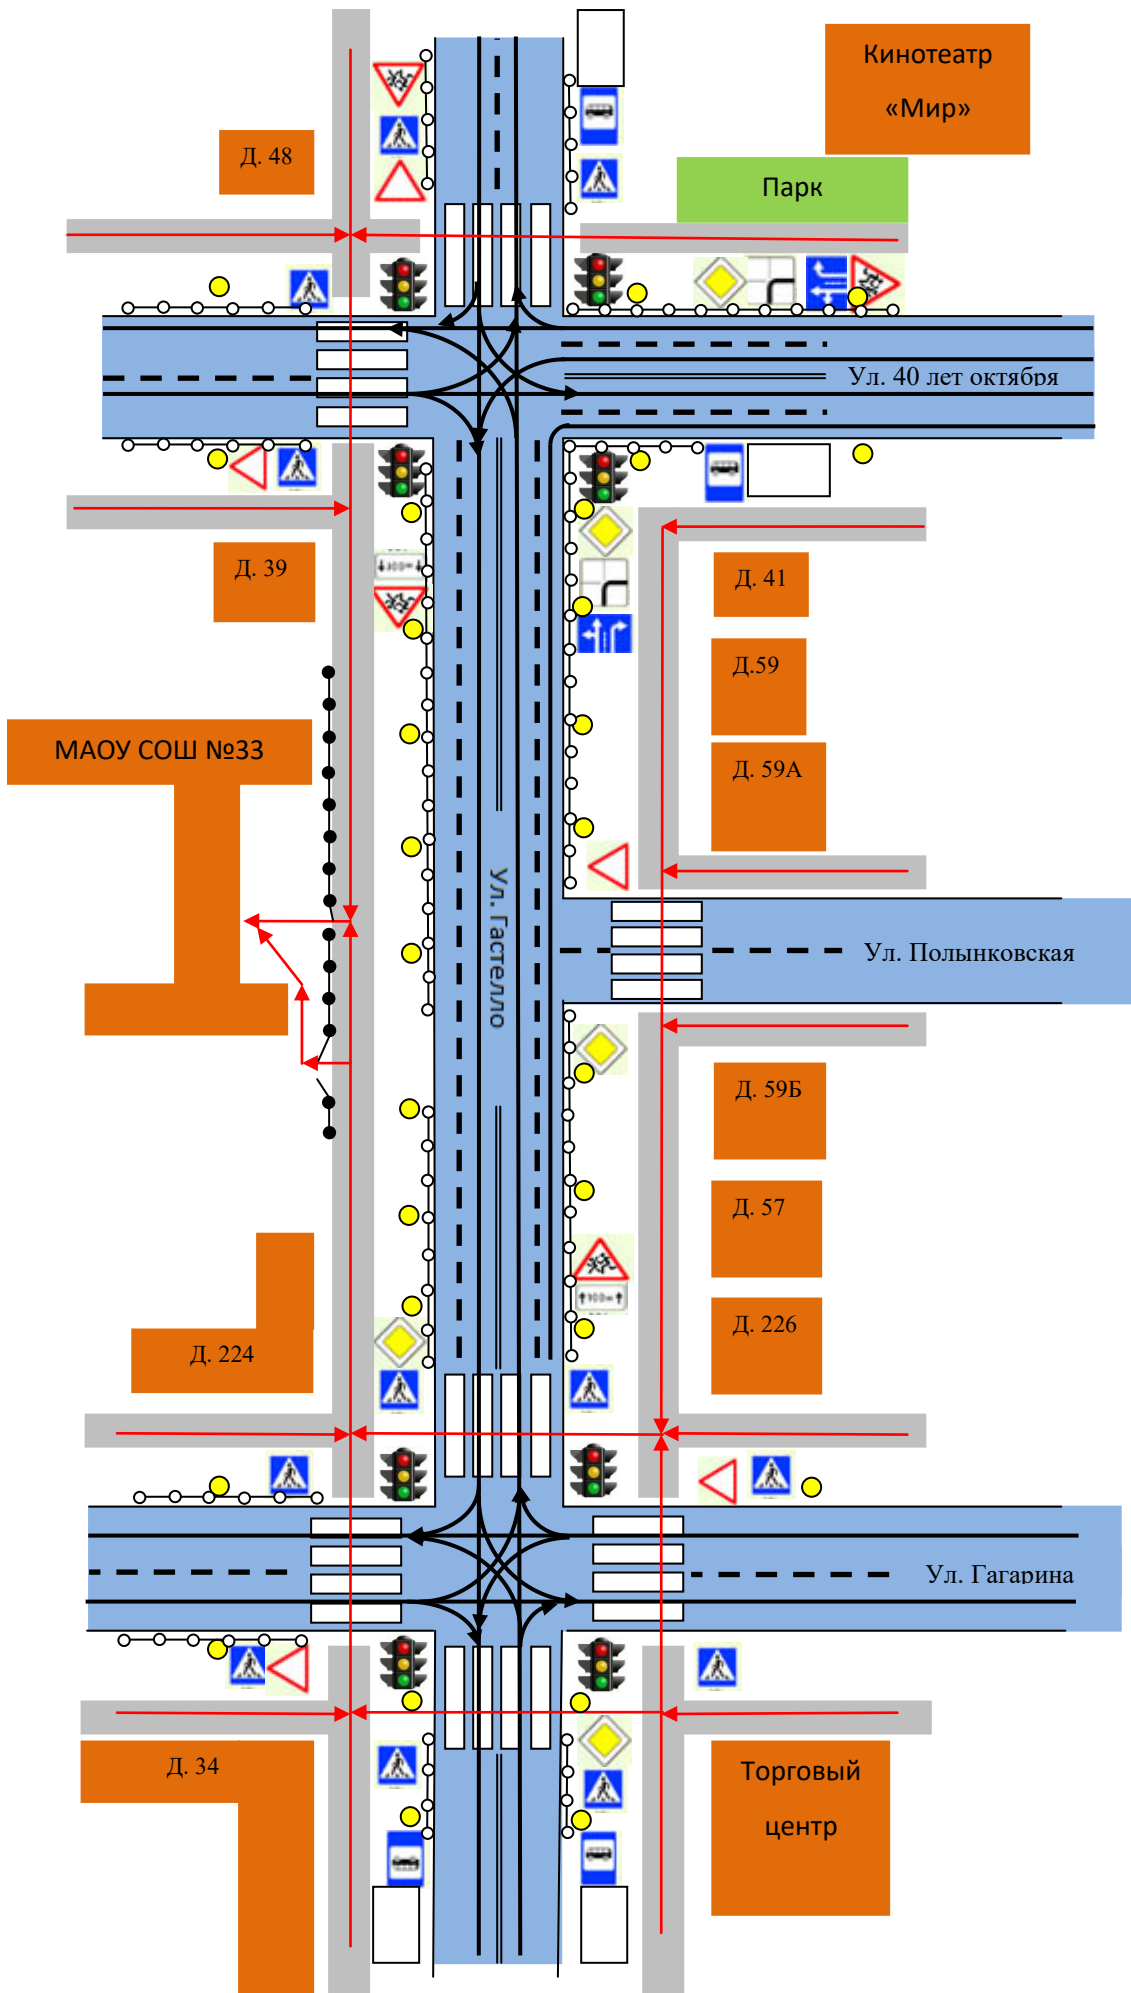 Кинотеатр
«Мир»
Д. 48
Парк
Ул. 40 лет октября
Д. 39
Д. 41
Д.59
МАОУ СОШ №33
Д. 59А
Ул. Гастелло
Ул. Полынковская
Д. 59Б
Д. 57
Д. 226
Д. 224
Ул. Гагарина
Д. 34
Торговый
центр